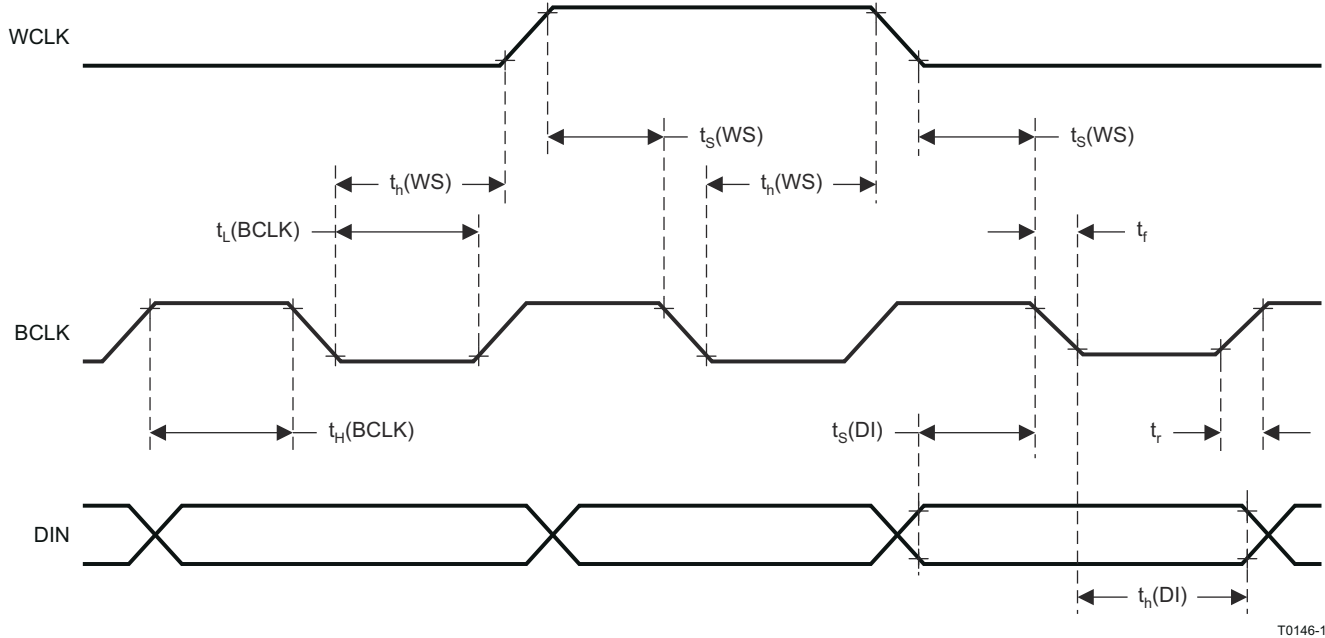 WCLK
tS(WS)
tS(WS)
th(WS)
th(WS)
tL(BCLK)
tf
BCLK
tH(BCLK)
tS(DI)
tr
DIN
th(DI)
T0146-1